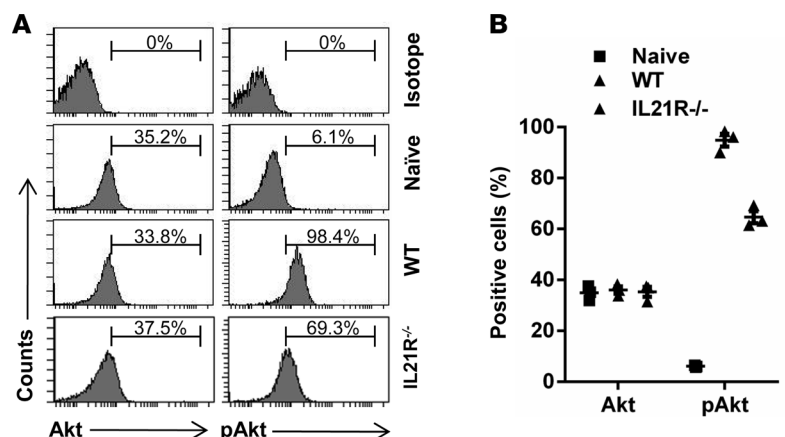 A
0%
0%
Isotope
35.2%
6.1%
Naïve
33.8%
98.4%
WT
37.5%
69.3%
IL21R-/-
Counts
Akt
pAkt
B
Naive
WT
IL21R-/-
100
80
60
40
20
0
Positive cells (%)
Akt
pAkt